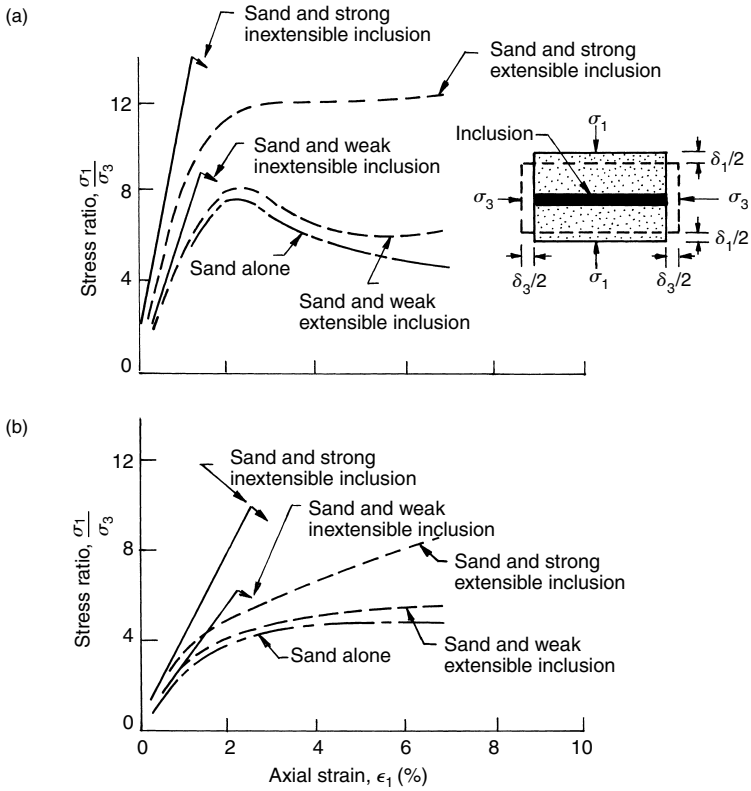 (a)
Sand and strong
inextensible inclusion
Sand and strong
extensible inclusion
12
Sand and weak
inextensible inclusion
Stress ratio, σ1/σ3
8
Sand alone
4
Sand and weak
extensible inclusion
0
Inclusion
σ1
δ1/2
σ3
σ3
δ1/2
δ3/2
σ1
δ3/2
(b)
12
Sand and strong
inextensible inclusion
Sand and weak
inextensible inclusion
Stress ratio, σ1/σ3
8
Sand and strong
extensible inclusion
4
Sand alone
Sand and weak
extensible inclusion
0
0 2 4 6 8 10
Axial strain, ϵ1 (%)